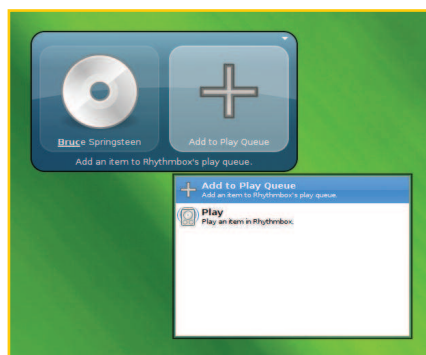 Bruce Springsteen
Add to Play Queue
Add an item to Rhythmbox's play queue.
Add to Play Queue
Add an item to Rhythmbox's play queue.
Play
Play an item in Rhythmbox.